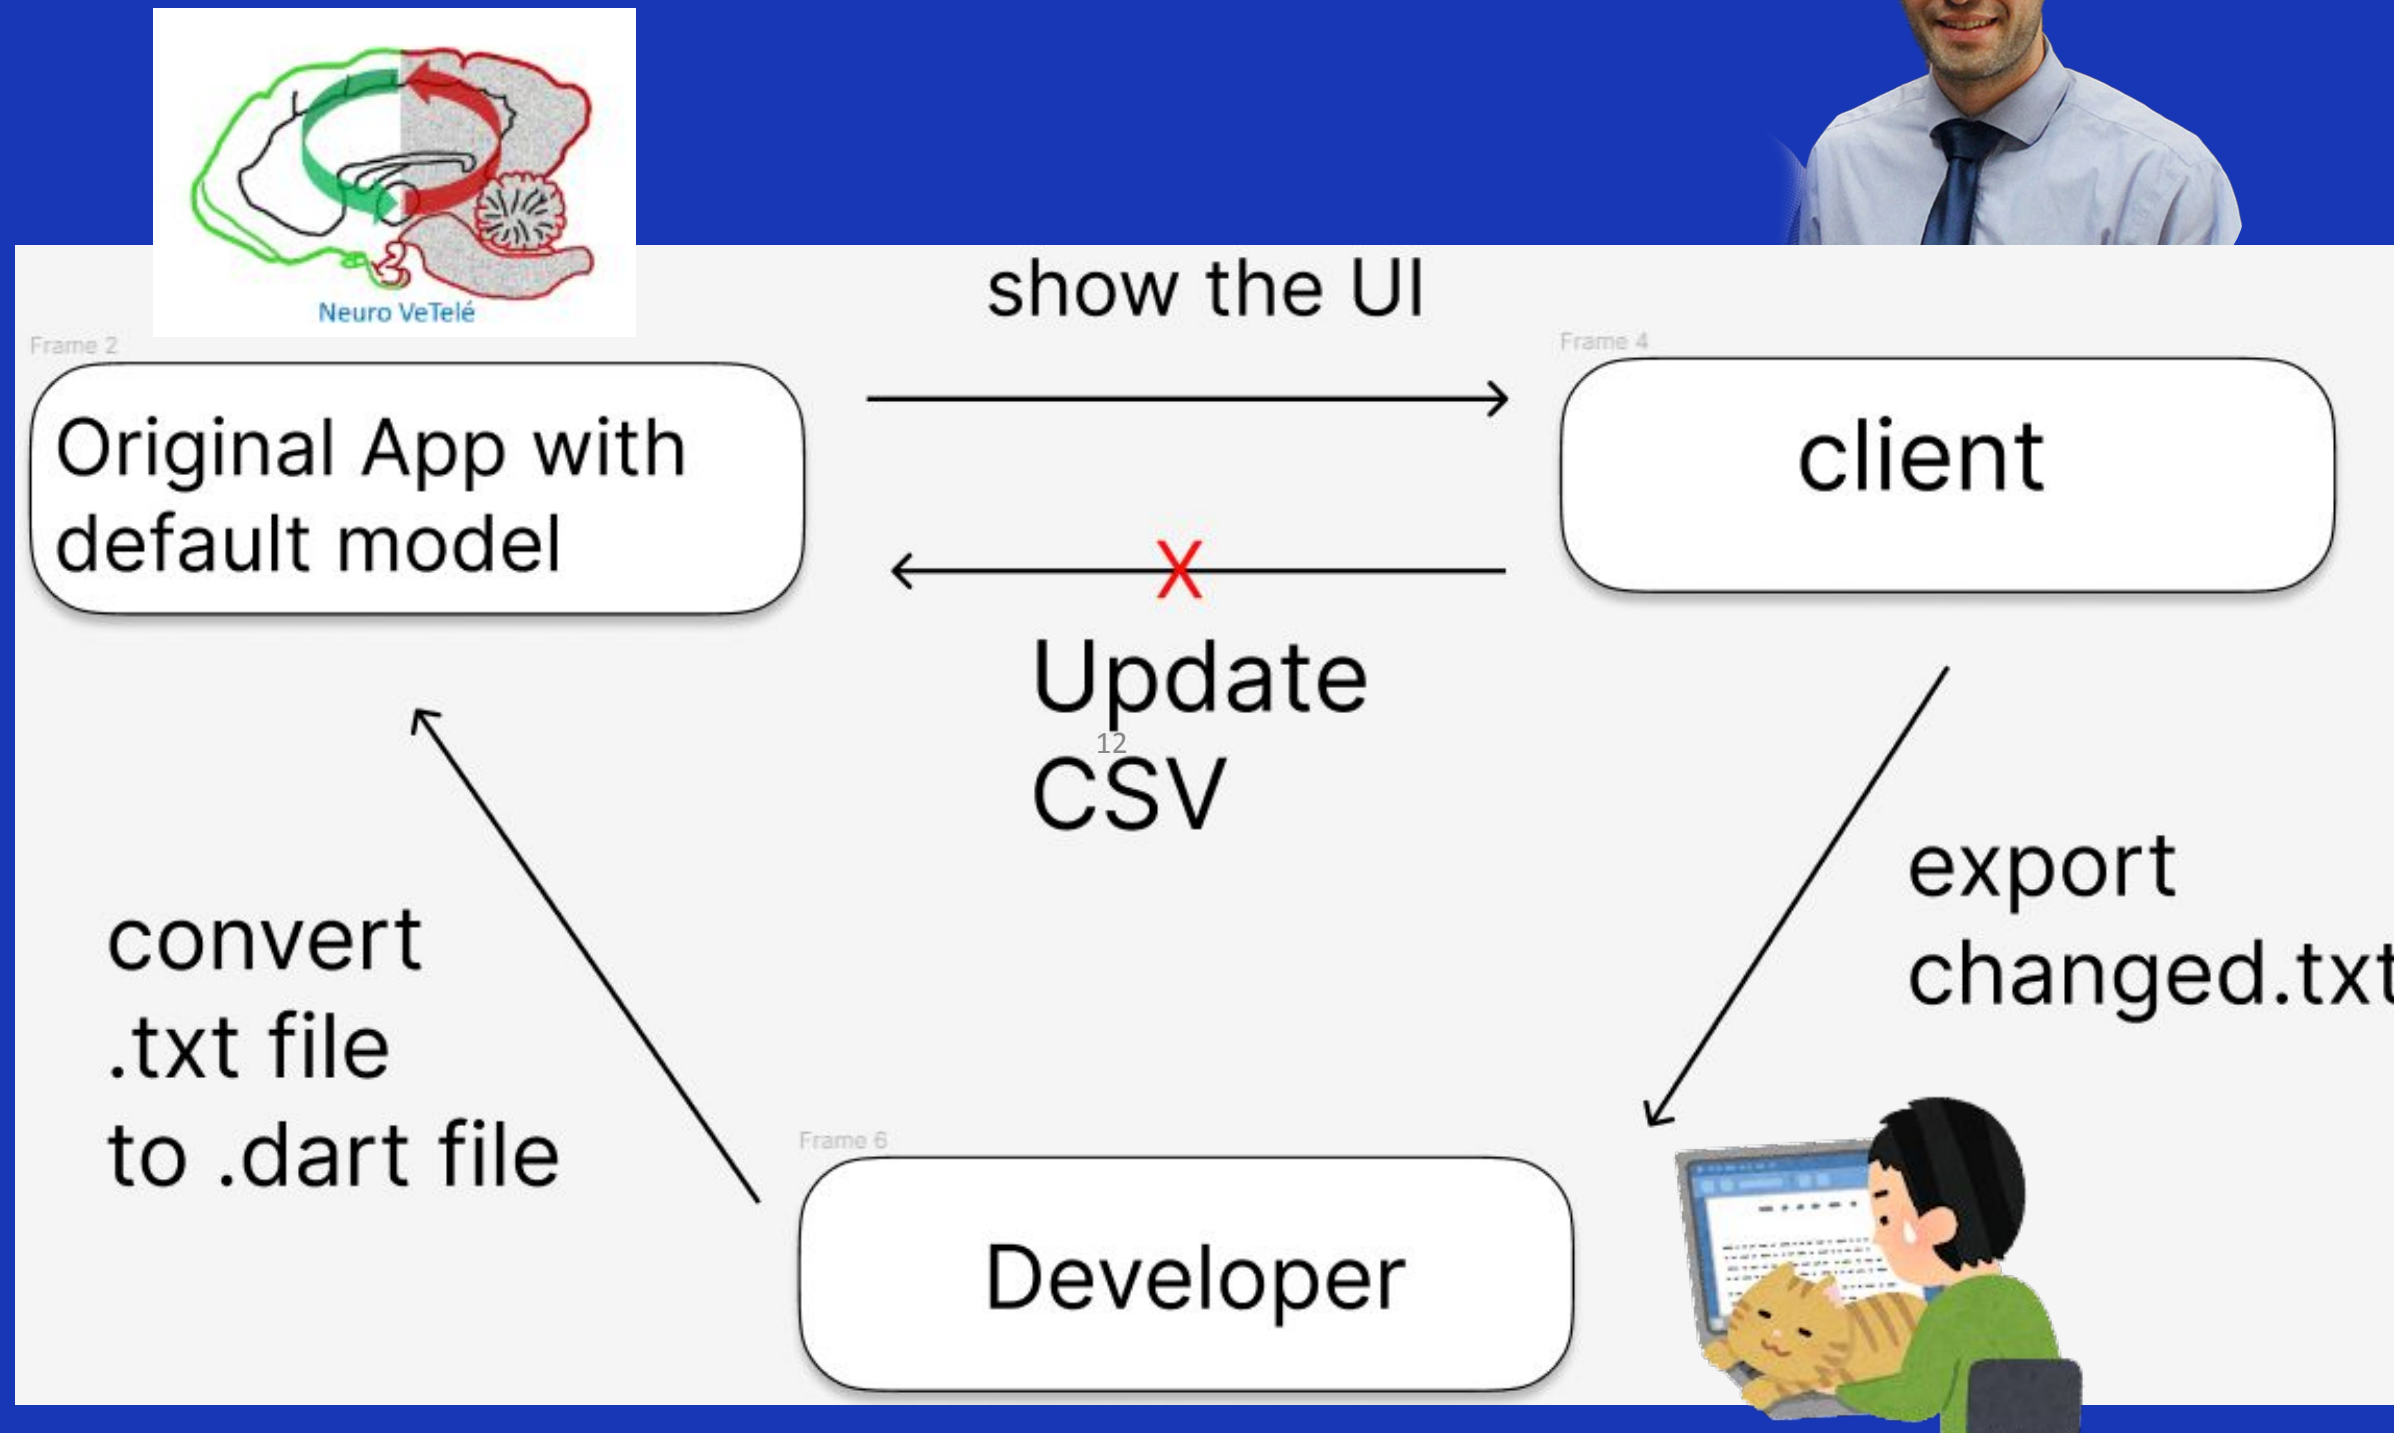 Neuro VeTelé
show the UI
Frame 2
Frame 4
Original App with
default model
client
X
Update
12
CSV
export
changed.txt
convert
.txt file
to .dart file
Frame 6
Developer